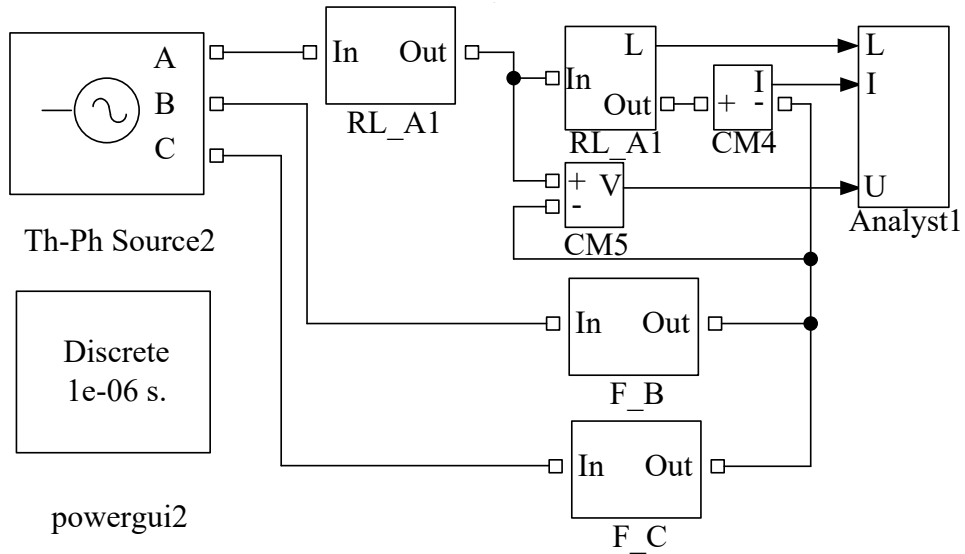 A
B
C
Th-Ph Source2
In Out
RL_A1
L
In
Out
RL_A1
I
+ -
CM4
L
I
U
Analyst1
+ V
-
CM5
Discrete
1e-06 s.
powergui2
In Out
F_B
In Out
F_C